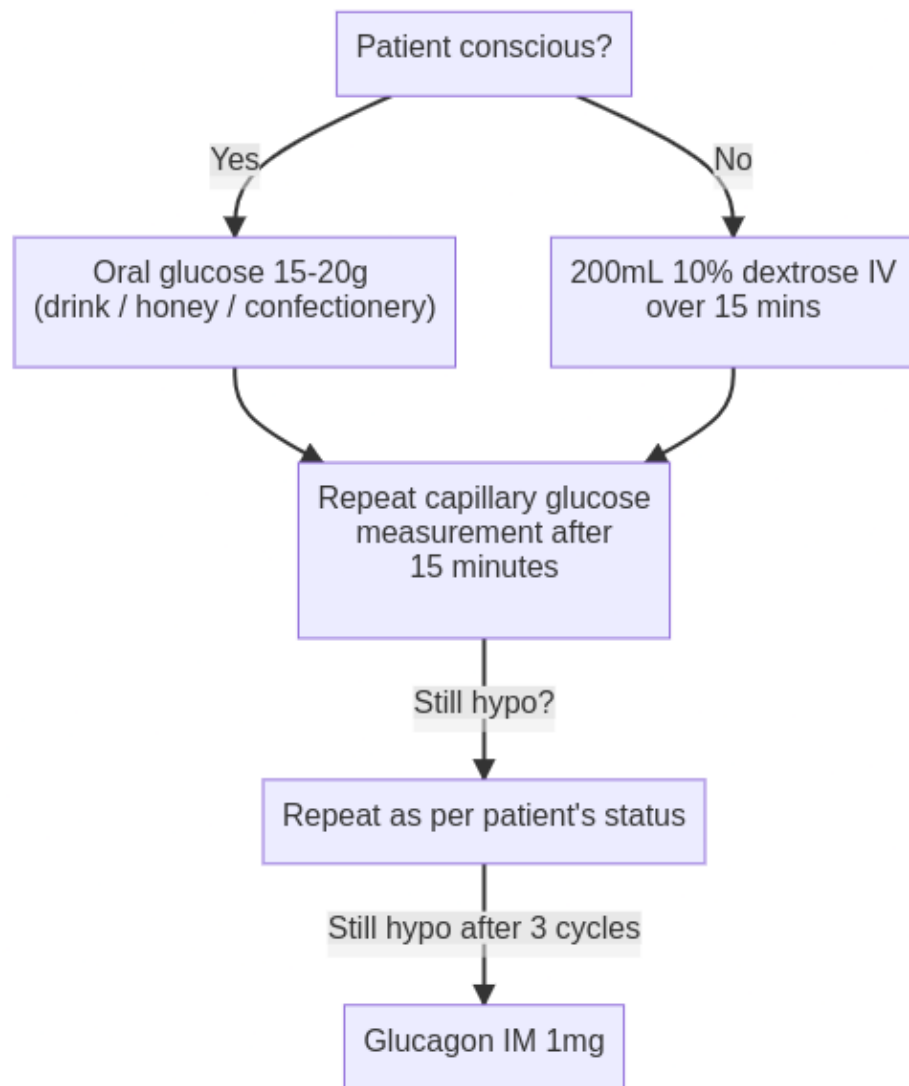 Patient conscious?
Yes
No
Oral glucose 15-20g
(drink / honey / confectionery)
200mL 10% dextrose IV
over 15 mins
Repeat capillary glucose
measurement after
15 minutes
Still hypo?
Repeat as per patient's status
Still hypo after 3 cycles
Glucagon IM 1mg